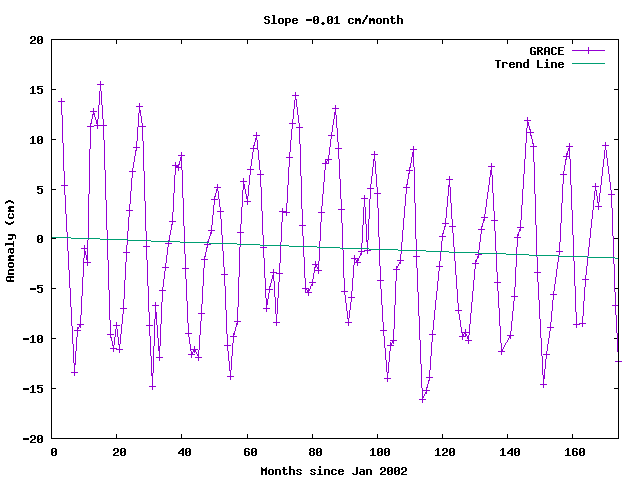 Slope -0.01 cm/month
20
15
10
5
0
-5
-10
-15
-20
Anomaly (cm)
GRACE
Trend Line
0 20 40 60 80 100 120 140 160
Months since Jan 2002